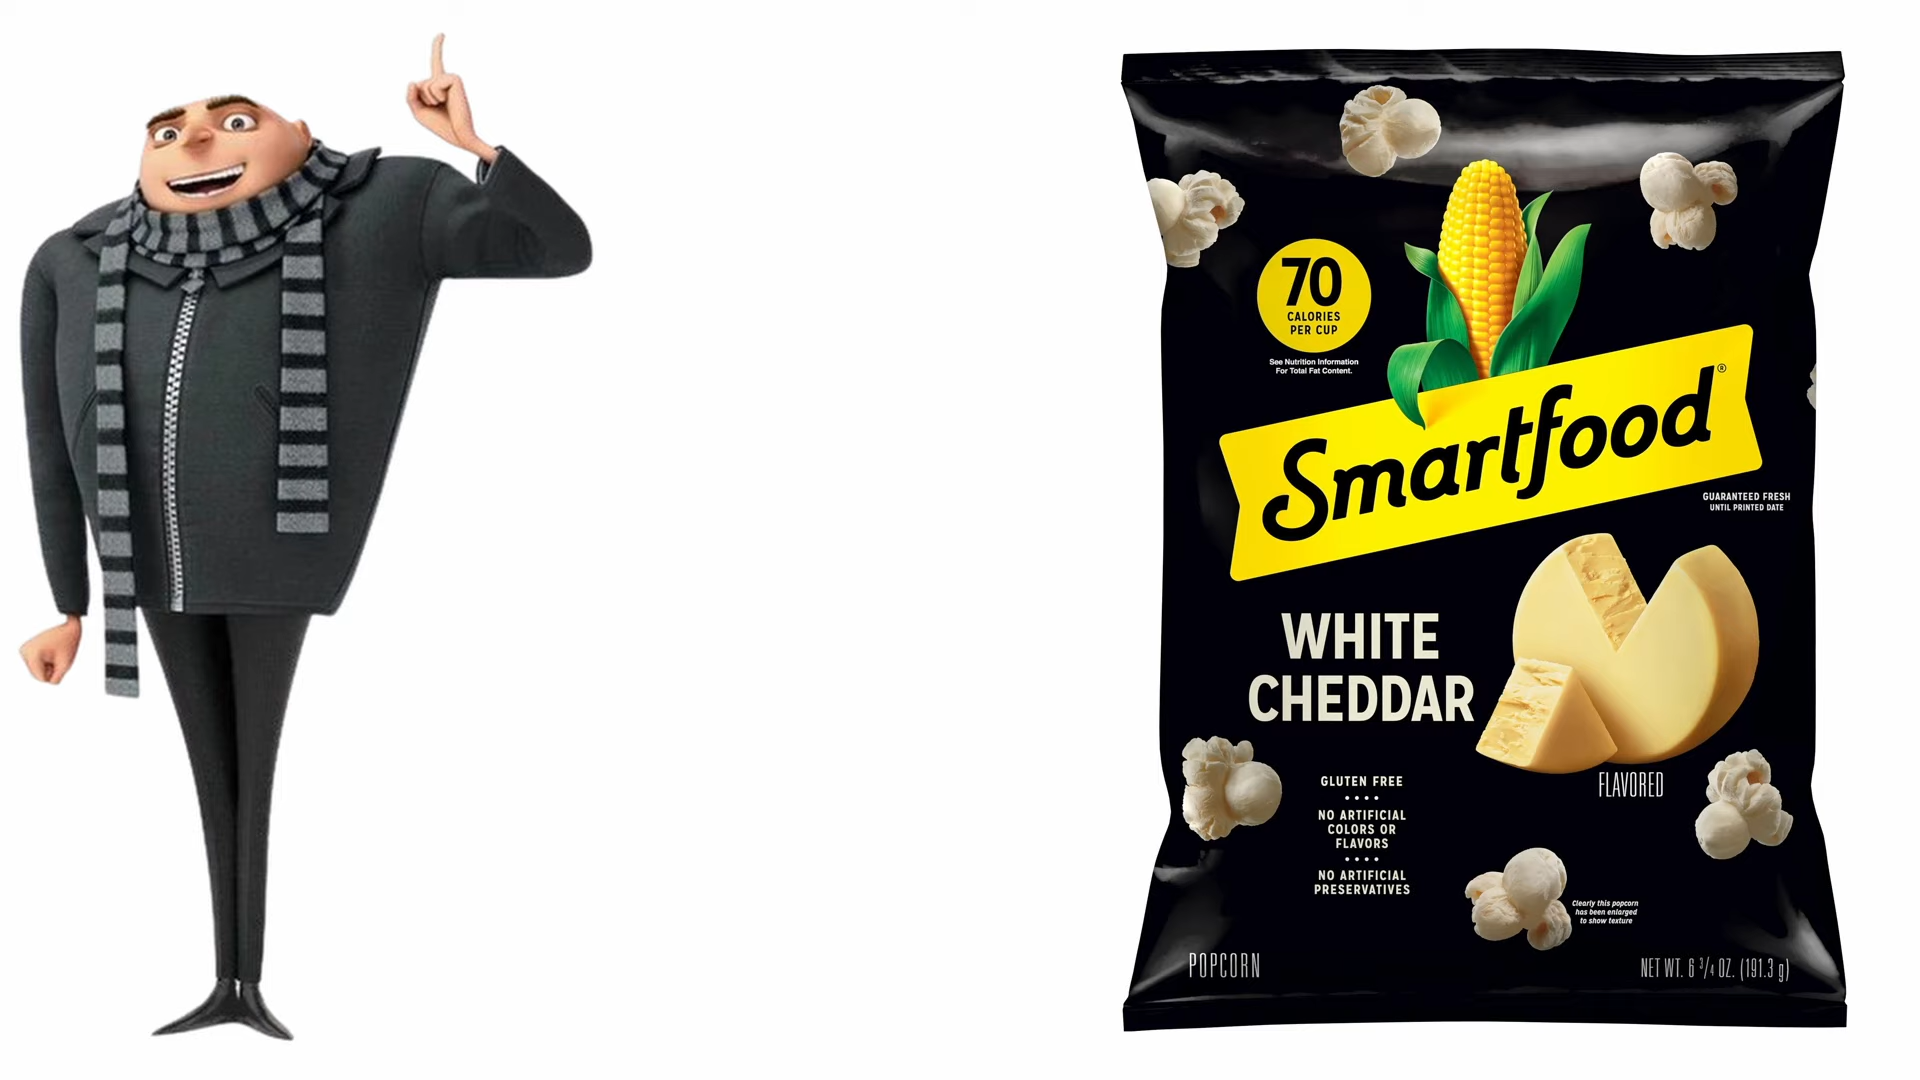 70
CALORIES
PER CUP
See Nutrition Information
For Total Fat Content.
Smartfood®
GUARANTEED FRESH
UNTIL PRINTED DATE
WHITE
CHEDDAR
FLAVORED
GLUTEN FREE
NO ARTIFICIAL
COLORS OR
FLAVORS
NO ARTIFICIAL
PRESERVATIVES
Clearly this popcorn
has been enlarged
to show texture
POPCORN
NET WT. 6 3/4 OZ. (191.3 g)